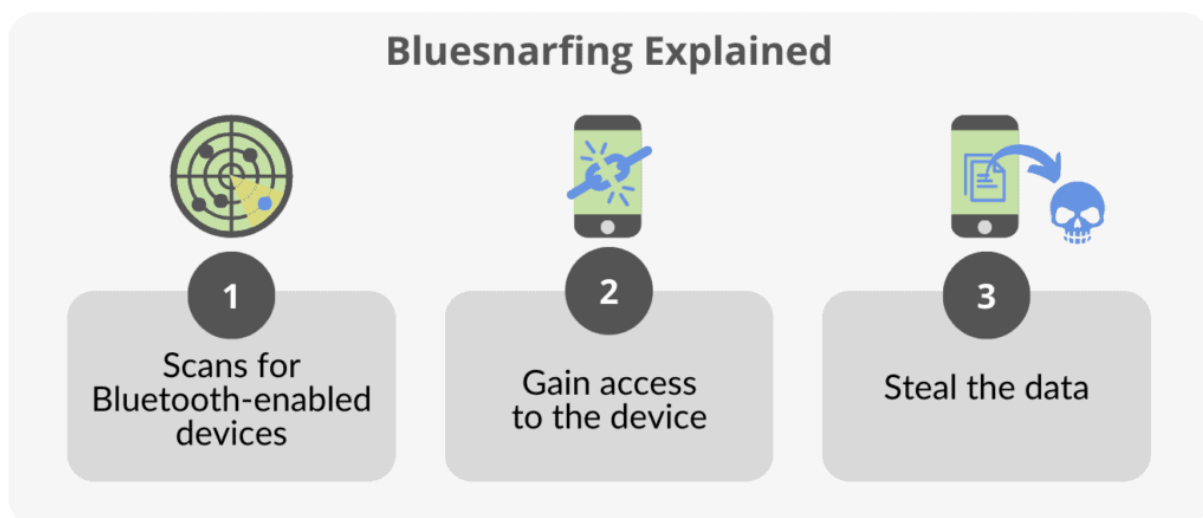 Bluesnarfing Explained
1
Scans for
Bluetooth-enabled
devices
2
Gain access
to the device
3
Steal the data